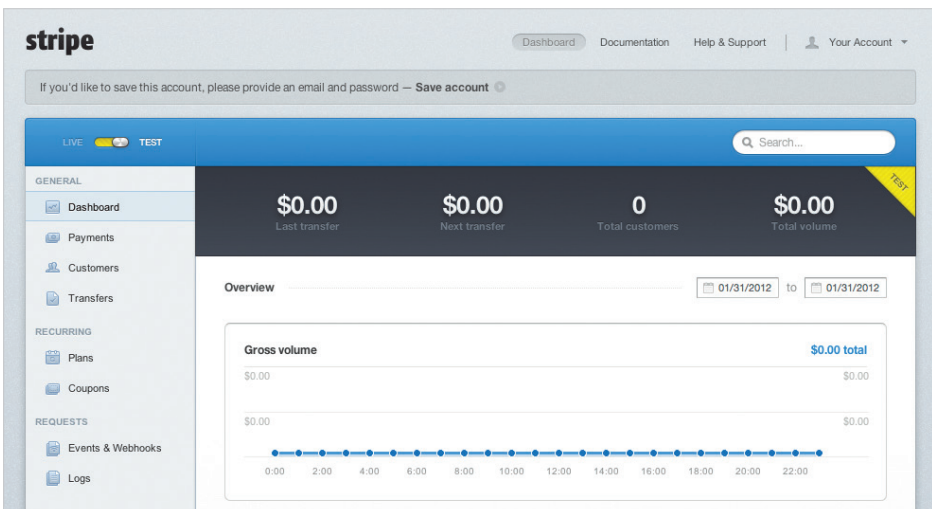 stripe
Dashboard Documentation Help & Support Your Account
If you'd like to save this account, please provide an email and password — Save account
LIVE TEST Search...
GENERAL
Dashboard
Payments
Customers
Transfers
RECURRING
Plans
Coupons
REQUESTS
Events & Webhooks
Logs
TEST
$0.00 $0.00 0 $0.00
Last transfer Next transfer Total customers Total volume
Overview 01/31/2012 to 01/31/2012
Gross volume $0.00 total
$0.00 $0.00
$0.00 $0.00
0:00 2:00 4:00 6:00 8:00 10:00 12:00 14:00 16:00 18:00 20:00 22:00